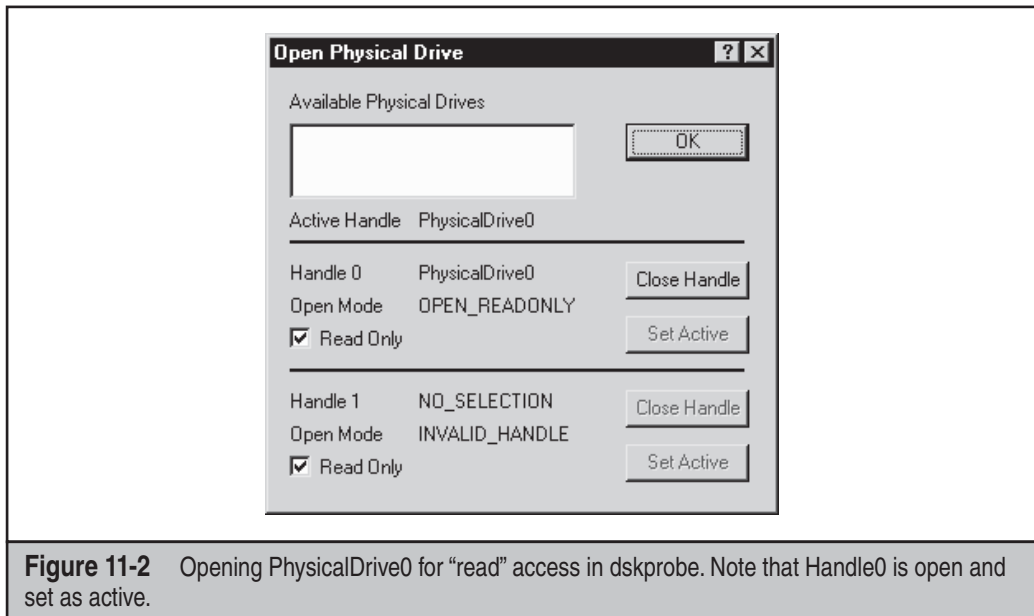 Open Physical Drive
Available Physical Drives
OK
Active Handle PhysicalDrive0
Handle 0 PhysicalDrive0 Close Handle
Open Mode OPEN_READONLY
Read Only Set Active
Handle 1 NO_SELECTION Close Handle
Open Mode INVALID_HANDLE
Read Only Set Active
Figure 11-2 Opening PhysicalDrive0 for “read” access in dskprobe. Note that Handle0 is open and
set as active.